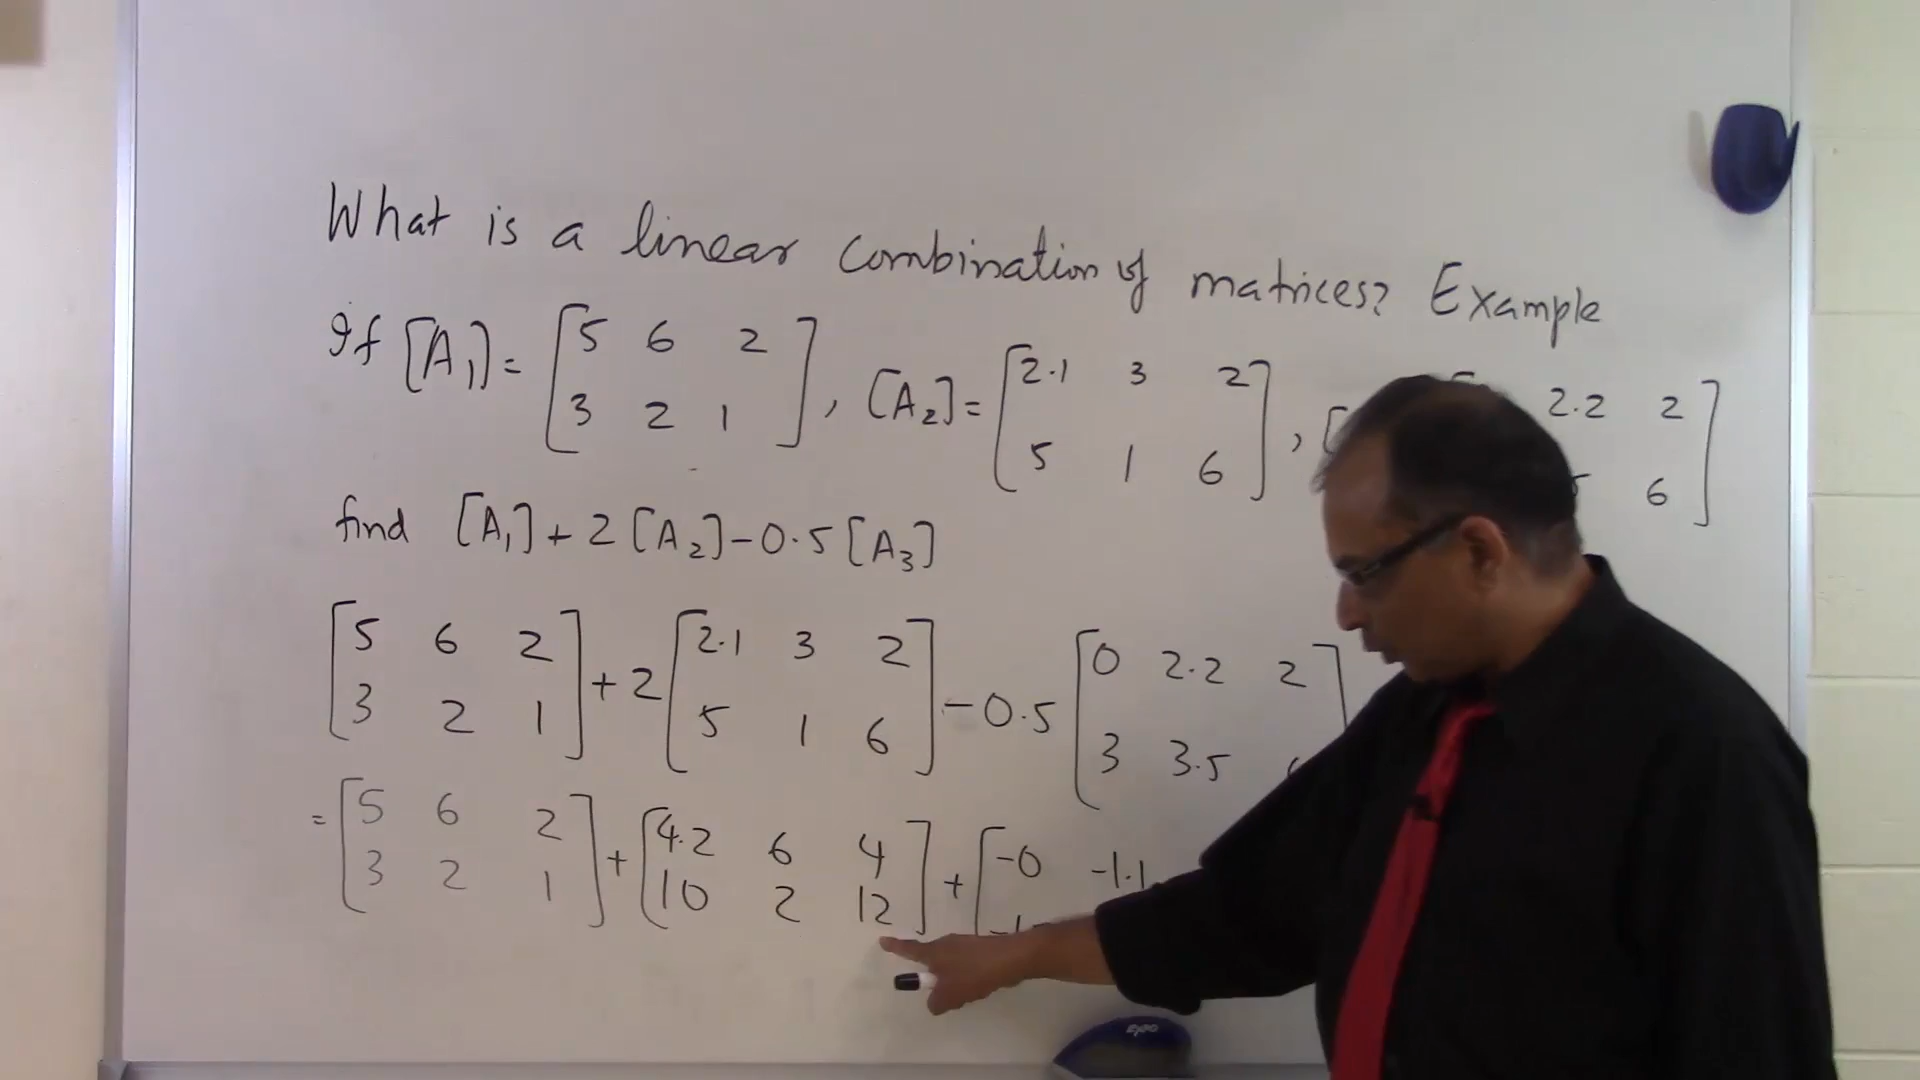 What is a linear combination of matrices? Example
If [A1] = [5 6 2 , [A2] = [2.1 3 2 , [ 2.2 2
3 2 1] 5 1 6] 6]
find [A1] + 2 [A2] - 0.5 [A3]
[5 6 2 + 2 [2.1 3 2 - 0.5 [0 2.2 2
3 2 1] 5 1 6] 3 3.5 ]
= [5 6 2 + [4.2 6 4 + [-0 -1.1
3 2 1] 10 2 12]
EXPO